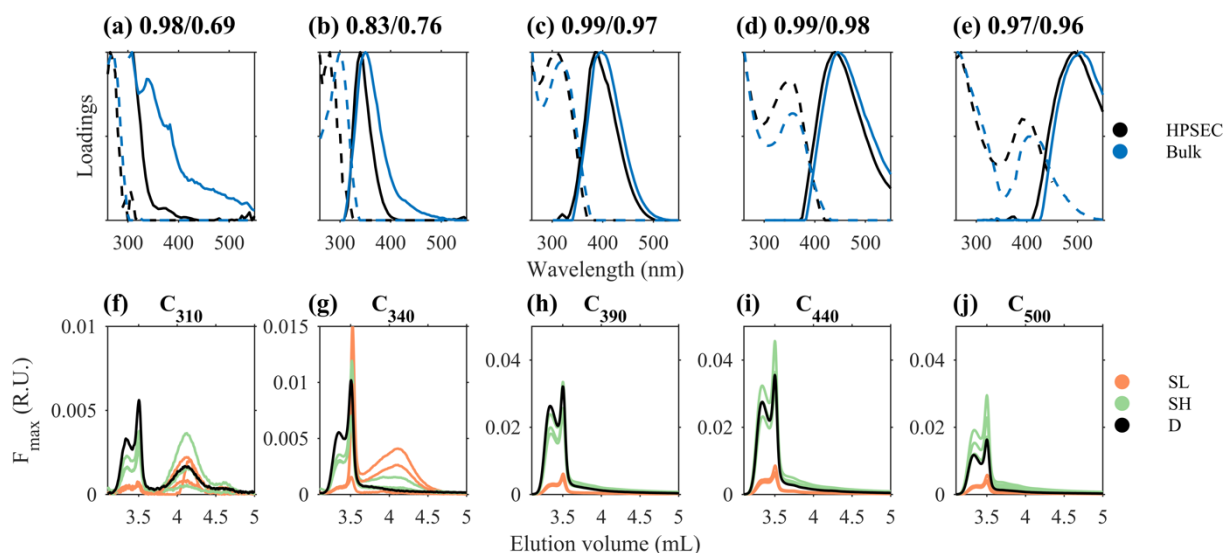 (a) 0.98/0.69 (b) 0.83/0.76 (c) 0.99/0.97 (d) 0.99/0.98 (e) 0.97/0.96
Loadings
HPSEC
Bulk
300 400 500 300 400 500 300 400 500 300 400 500 300 400 500
Wavelength (nm)
(f) C310 (g) C340 (h) C390 (i) C440 (j) C500
F max (R.U.)
0.01 0.015
0.005 0.01 0.04 0.04 0.04
0.005 0.02 0.02 0.02
0 0 0 0 0
SL
SH
D
3.5 4 4.5 5 3.5 4 4.5 5 3.5 4 4.5 5 3.5 4 4.5 5 3.5 4 4.5 5
Elution volume (mL)